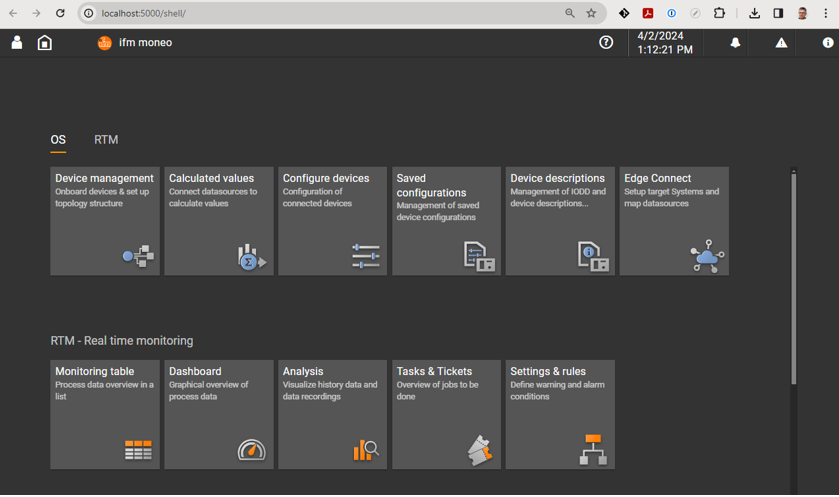 localhost:5000/shell/
ifm moneo
4/2/2024
1:12:21 PM
OS
RTM
Device management
Onboard devices & set up
topology structure
Calculated values
Connect datasources to
calculate values
Configure devices
Configuration of
connected devices
Saved
configurations
Management of saved
device configurations
Device descriptions
Management of IODD and
device descriptions...
Edge Connect
Setup target Systems and
map datasources
RTM - Real time monitoring
Monitoring table
Process data overview in a
list
Dashboard
Graphical overview of
process data
Analysis
Visualize history data and
data recordings
Tasks & Tickets
Overview of jobs to be
done
Settings & rules
Define warning and alarm
conditions